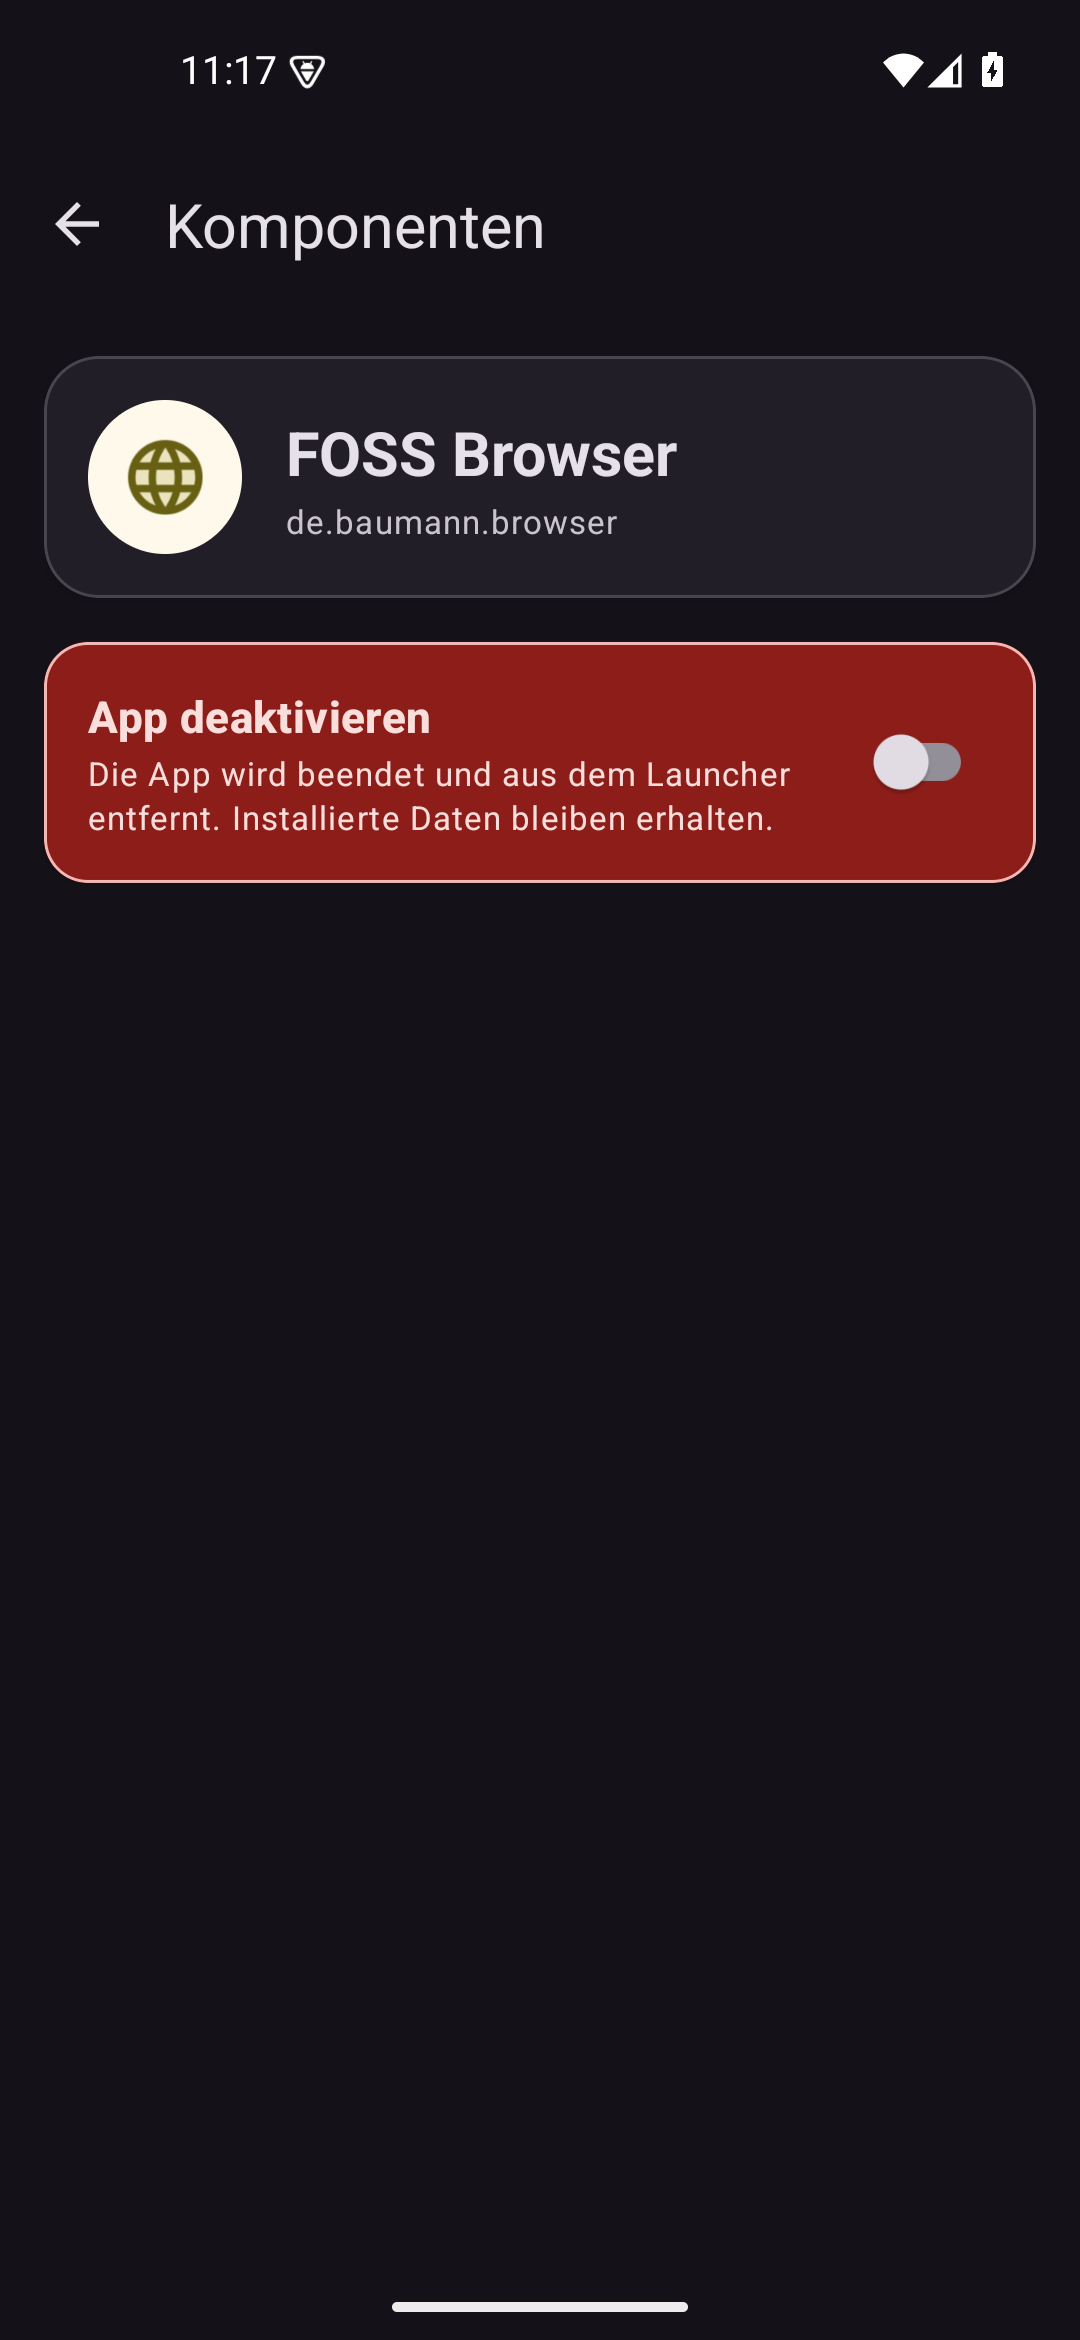 11:17
Komponenten
FOSS Browser
de.baumann.browser
App deaktivieren
Die App wird beendet und aus dem Launcher
entfernt. Installierte Daten bleiben erhalten.